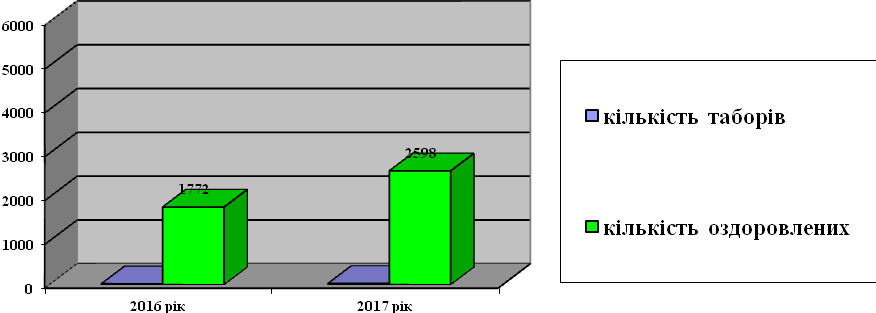 6000
5000
4000
3000
2000
1000
0
1772
2598
2016 рік
2017 рік
кількість таборів
кількість оздоровлених